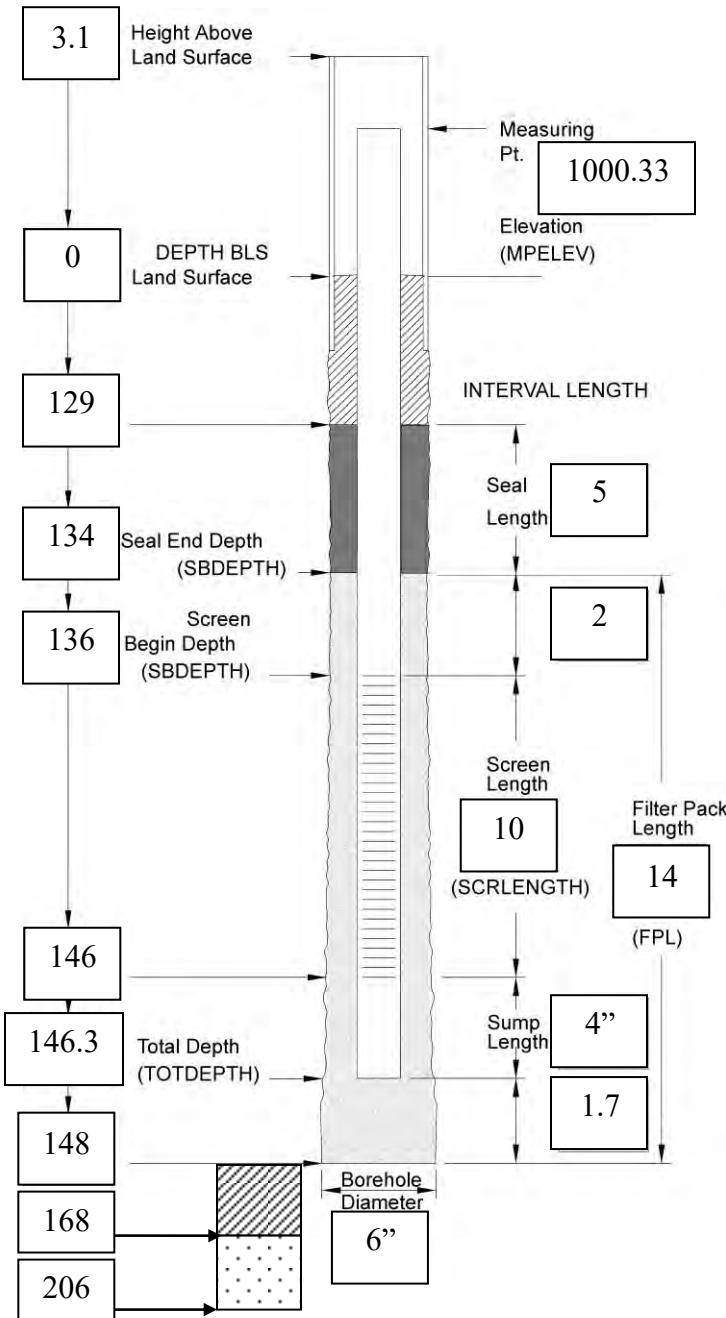 3.1
Height Above
Land Surface
Measuring
Pt.
1000.33
Elevation
(MPELEV)
0
DEPTH BLS
Land Surface
129
INTERVAL LENGTH
Seal
Length
5
134
Seal End Depth
(SBDEPTH)
2
136
Screen
Begin Depth
(SBDEPTH)
Screen
Length
10
(SCRLENGTH)
Filter Pack
Length
14
(FPL)
146
Sump
Length
4”
146.3
Total Depth
(TOTDEPTH)
1.7
148
Borehole
Diameter
6”
168
206